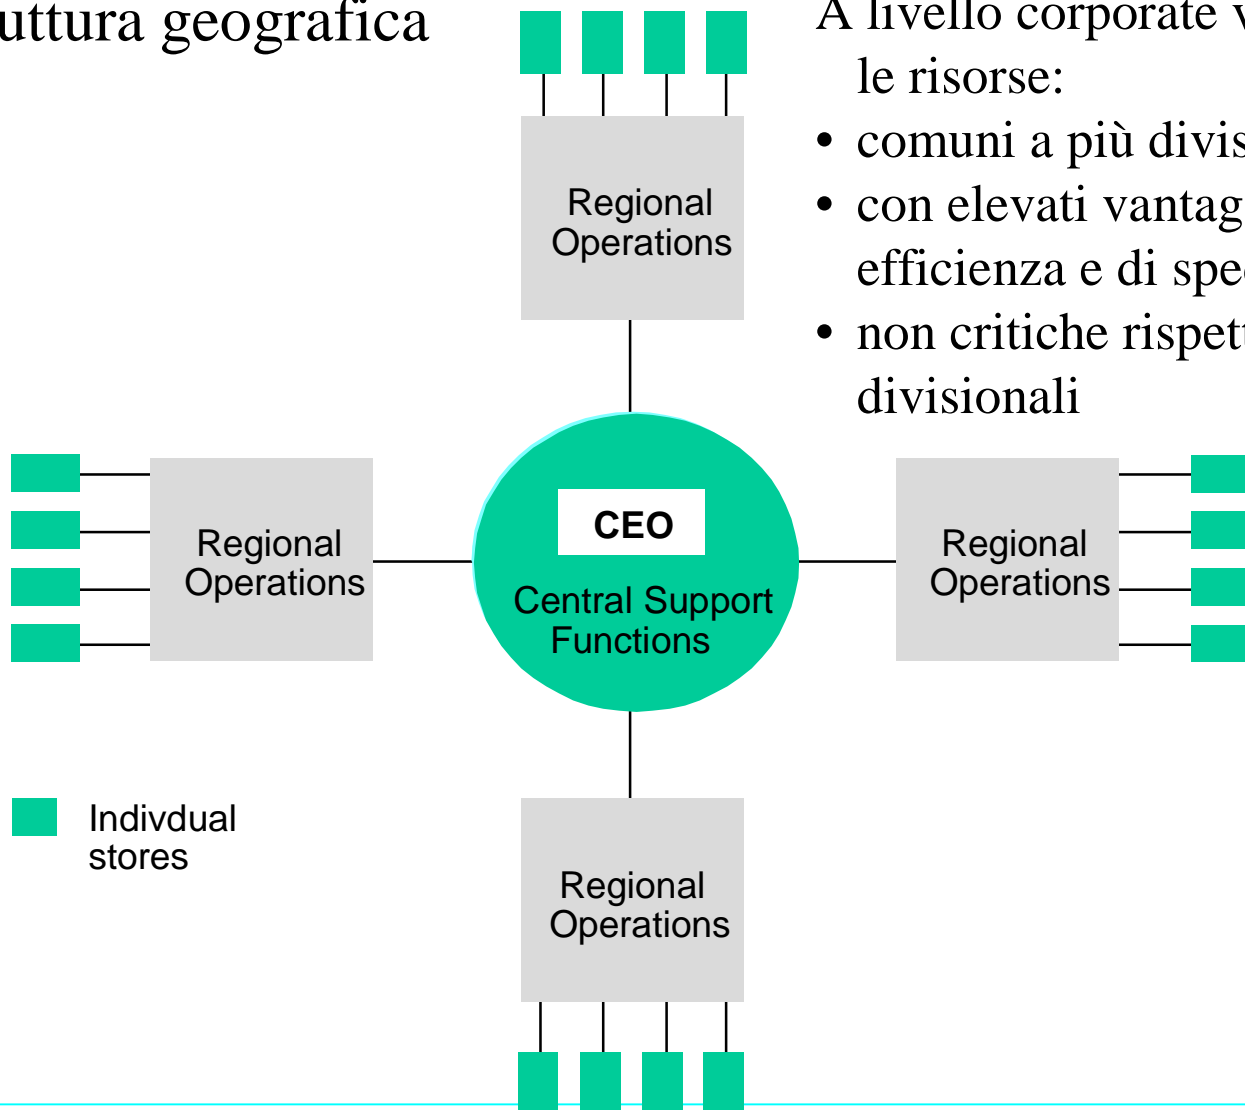 uttura geografica
A livello corporate v
le risorse:
• comuni a più divis
• con elevati vantag
efficienza e di spe
• non critiche rispett
divisionali
Regional
Operations
Regional
Operations
CEO
Central Support
Functions
Regional
Operations
Indivdual
stores
Regional
Operations